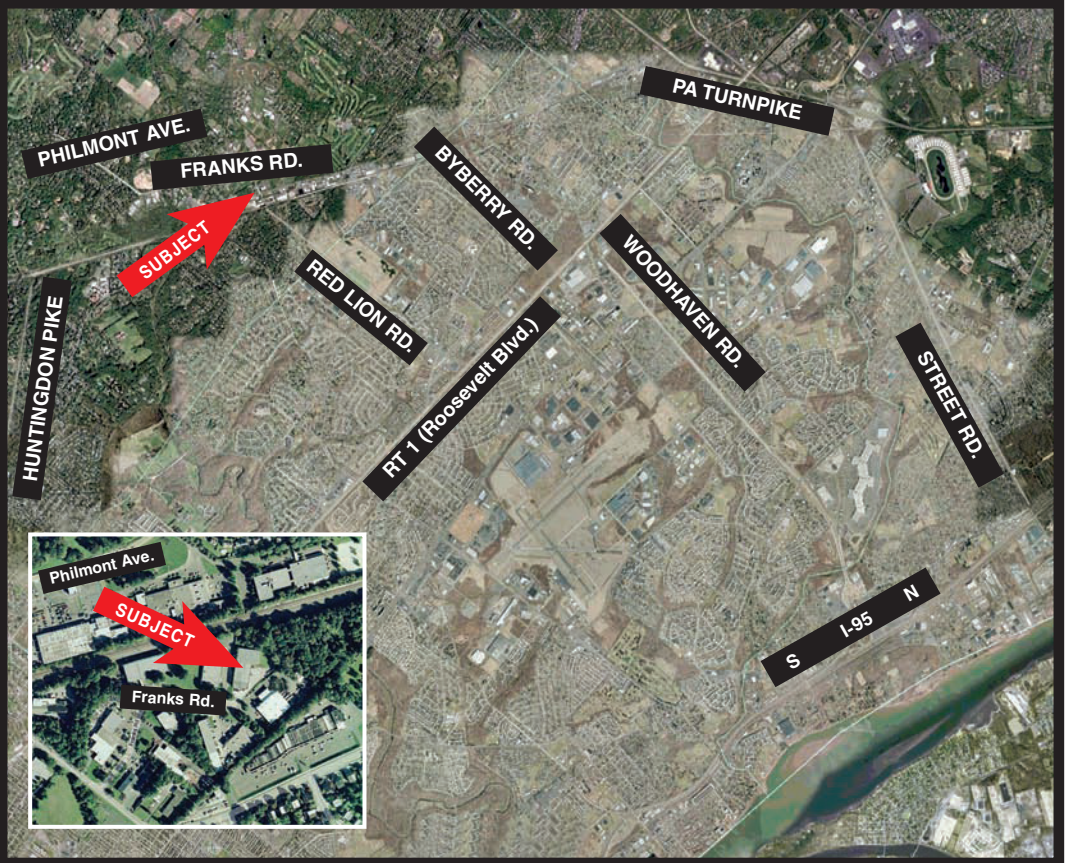 PA TURNPIKE
PHILMONT AVE.
FRANKS RD.
BYBERRY RD.
SUBJECT
WOODHAVEN RD.
RED LION RD.
HUNTINGDON PIKE
RT 1 (Roosevelt Blvd.)
STREET RD.
S I-95 N
Philmont Ave.
SUBJECT
Franks Rd.